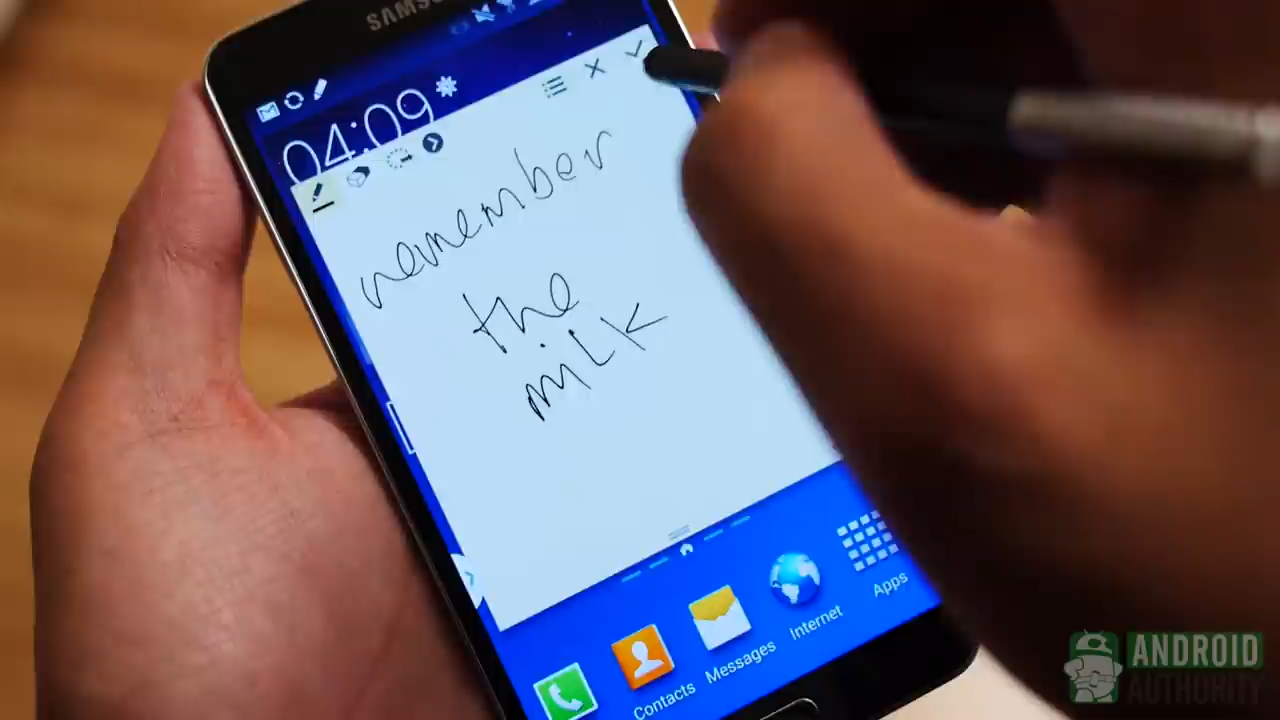 SAMSUNG
04:09
remember
the
milk
Apps
Internet
Messages
Contacts
ANDROID
AUTHORITY